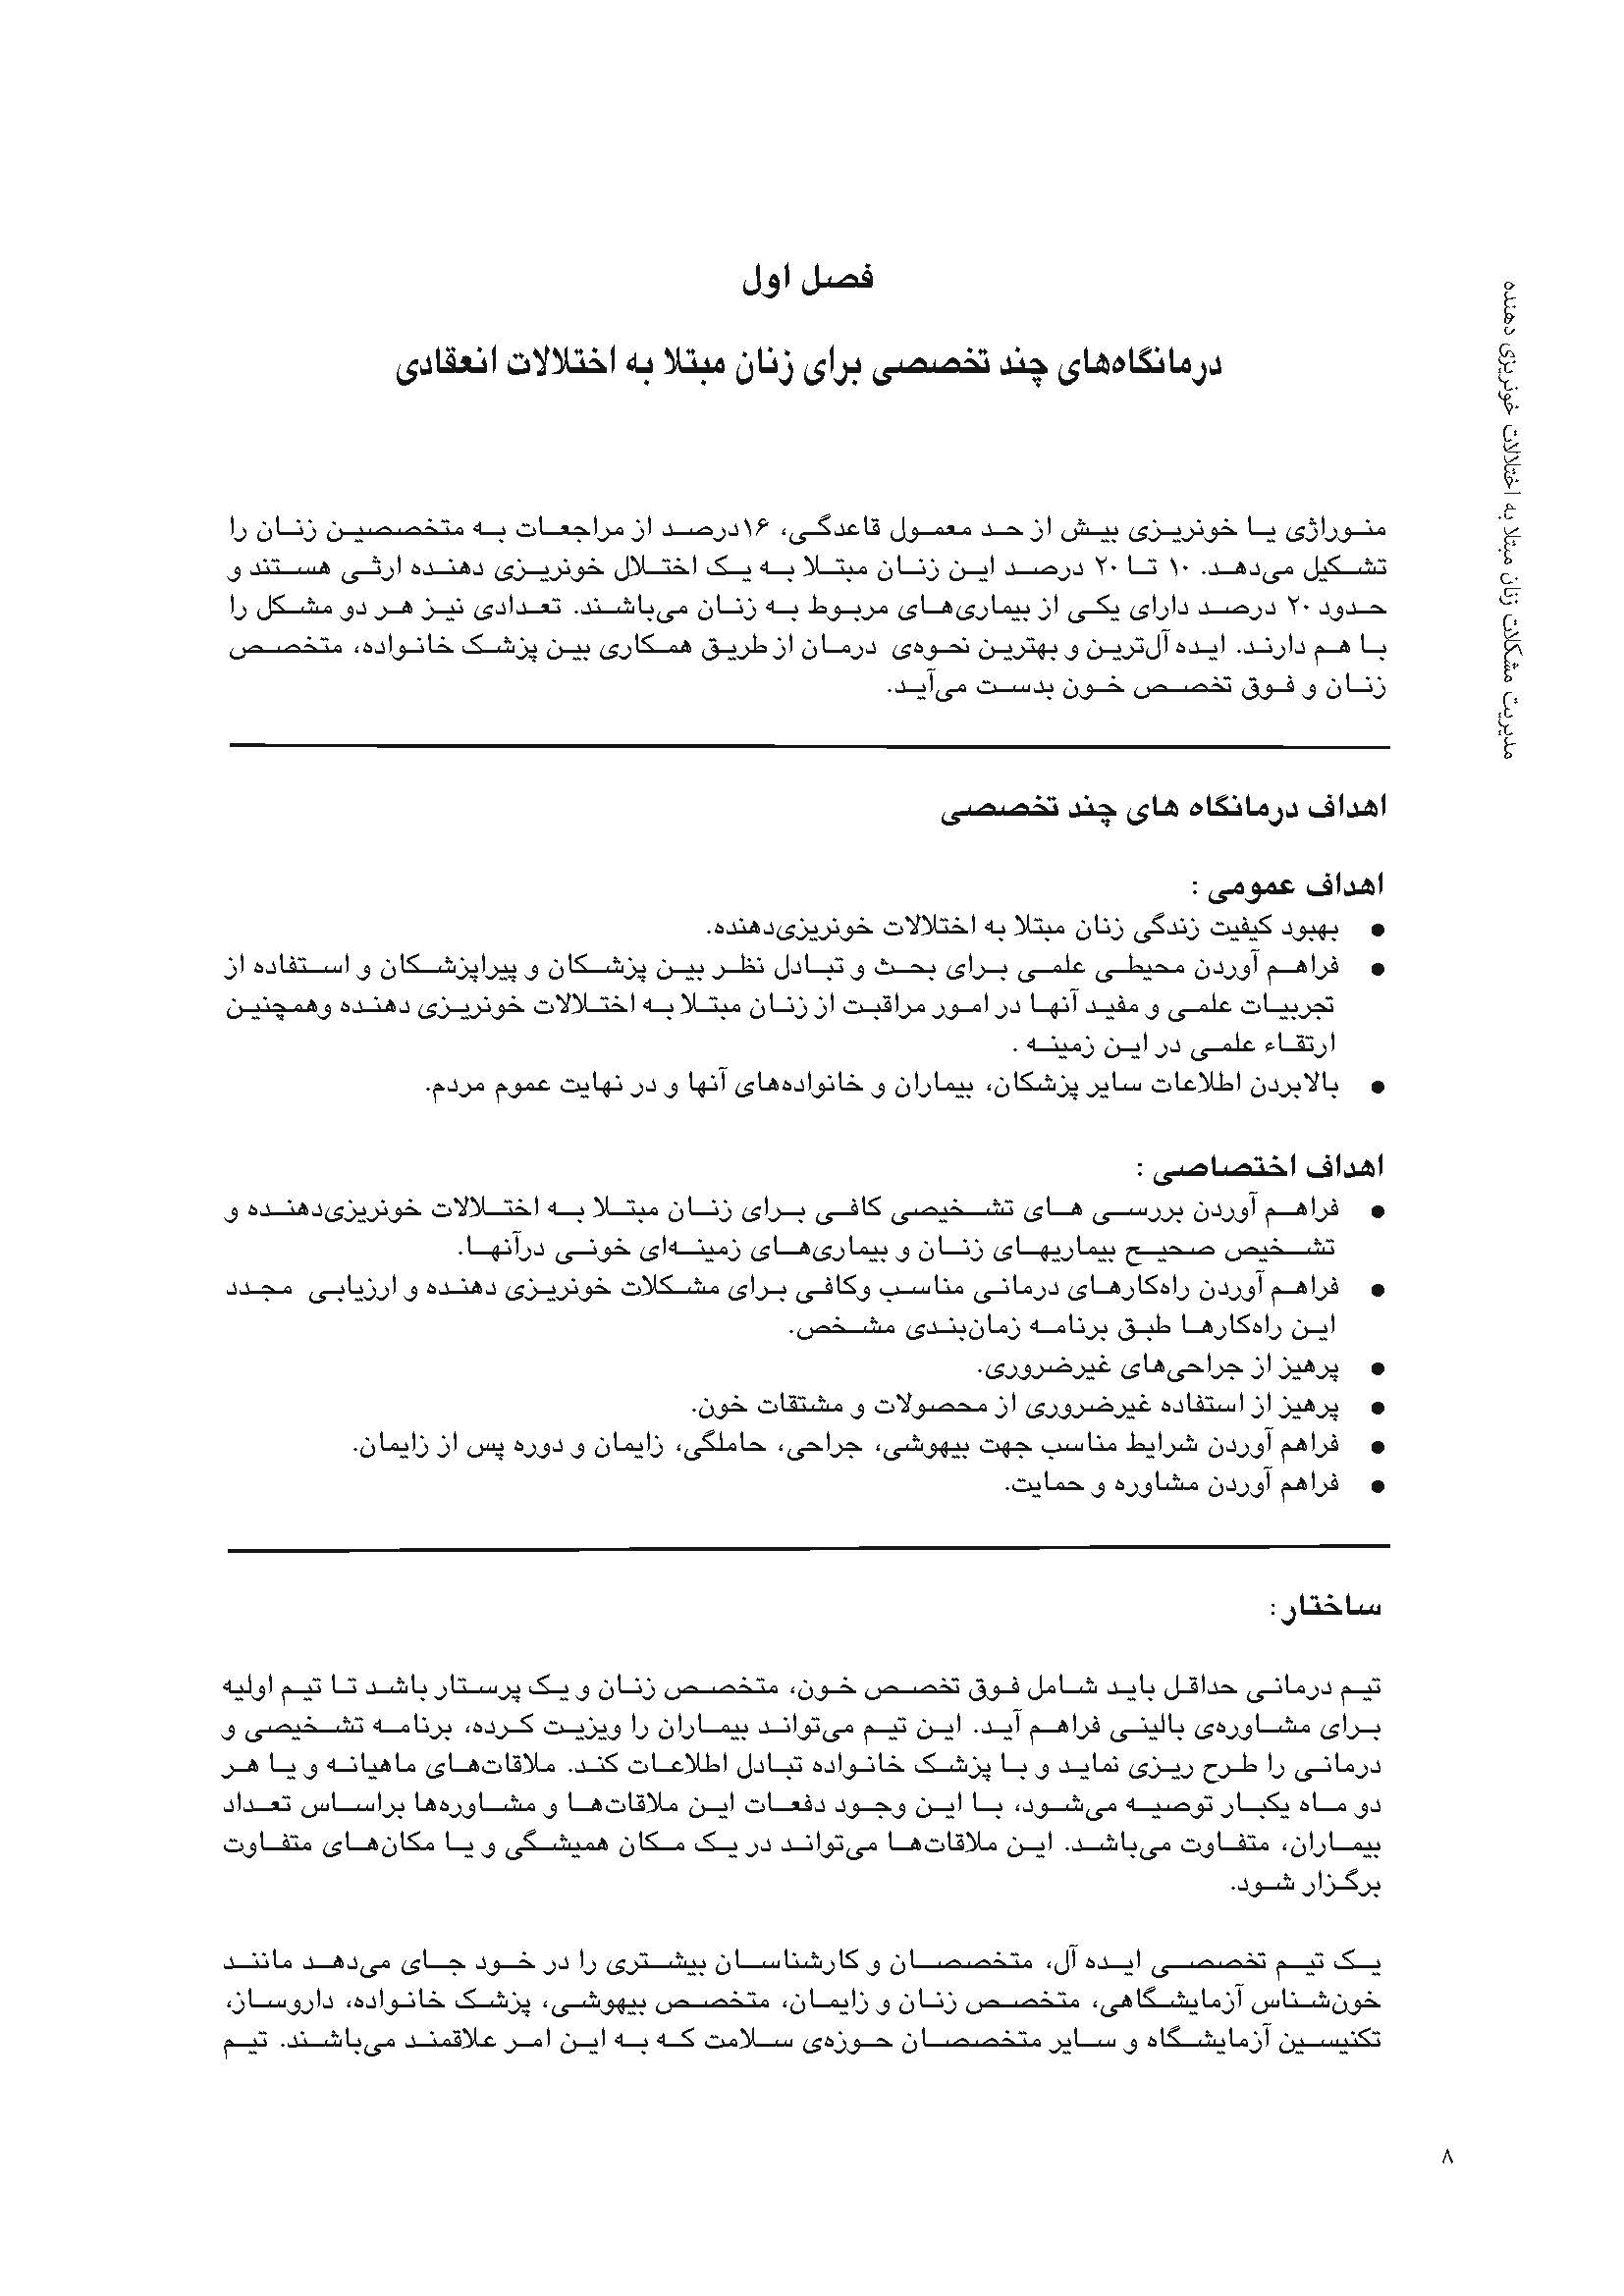 مدیریت مشکلات زنان مبتلا به اختلالات خونریزی دهنده
فصل اول
درمانگاه‌های چند تخصصی برای زنان مبتلا به اختلالات انعقادی
منوراژی یا خونریزی بیش از حد معمول قاعدگی، ۱۶درصد از مراجعات به متخصصین زنان را
تشکیل می‌دهد. ۱۰ تا ۲۰ درصد این زنان مبتلا به یک اختلال خونریزی دهنده ارثی هستند و
حدود ۲۰ درصد دارای یکی از بیماری‌های مربوط به زنان می‌باشند. تعدادی نیز هر دو مشکل را
با هم دارند. ایده آل‌ترین و بهترین نحوه‌ی درمان از طریق همکاری بین پزشک خانواده، متخصص
زنان و فوق تخصص خون بدست می‌آید.
اهداف درمانگاه های چند تخصصی
اهداف عمومی :
● بهبود کیفیت زندگی زنان مبتلا به اختلالات خونریزی‌دهنده.
● فراهم آوردن محیطی علمی برای بحث و تبادل نظر بین پزشکان و پیراپزشکان و استفاده از
تجربیات علمی و مفید آنها در امور مراقبت از زنان مبتلا به اختلالات خونریزی دهنده وهمچنین
ارتقاء علمی در این زمینه .
● بالابردن اطلاعات سایر پزشکان، بیماران و خانواده‌های آنها و در نهایت عموم مردم.
اهداف اختصاصی :
● فراهم آوردن بررسی های تشخیصی کافی برای زنان مبتلا به اختلالات خونریزی‌دهنده و
تشخیص صحیح بیماریهای زنان و بیماری‌های زمینه‌ای خونی درآنها.
● فراهم آوردن راه‌کارهای درمانی مناسب وکافی برای مشکلات خونریزی دهنده و ارزیابی مجدد
این راه‌کارها طبق برنامه زمان‌بندی مشخص.
● پرهیز از جراحی‌های غیرضروری.
● پرهیز از استفاده غیرضروری از محصولات و مشتقات خون.
● فراهم آوردن شرایط مناسب جهت بیهوشی، جراحی، حاملگی، زایمان و دوره پس از زایمان.
● فراهم آوردن مشاوره و حمایت.
ساختار:
تیم درمانی حداقل باید شامل فوق تخصص خون، متخصص زنان و یک پرستار باشد تا تیم اولیه
برای مشاوره‌ی بالینی فراهم آید. این تیم می‌تواند بیماران را ویزیت کرده، برنامه تشخیصی و
درمانی را طرح ریزی نماید و با پزشک خانواده تبادل اطلاعات کند. ملاقات‌های ماهیانه و یا هر
دو ماه یکبار توصیه می‌شود، با این وجود دفعات این ملاقات‌ها و مشاوره‌ها براساس تعداد
بیماران، متفاوت می‌باشد. این ملاقات‌ها می‌تواند در یک مکان همیشگی و یا مکان‌های متفاوت
برگزار شود.
یک تیم تخصصی ایده آل، متخصصان و کارشناسان بیشتری را در خود جای می‌دهد مانند
خون‌شناس آزمایشگاهی، متخصص زنان و زایمان، متخصص بیهوشی، پزشک خانواده، داروساز،
تکنیسین آزمایشگاه و سایر متخصصان حوزه‌ی سلامت که به این امر علاقمند می‌باشند. تیم
۸